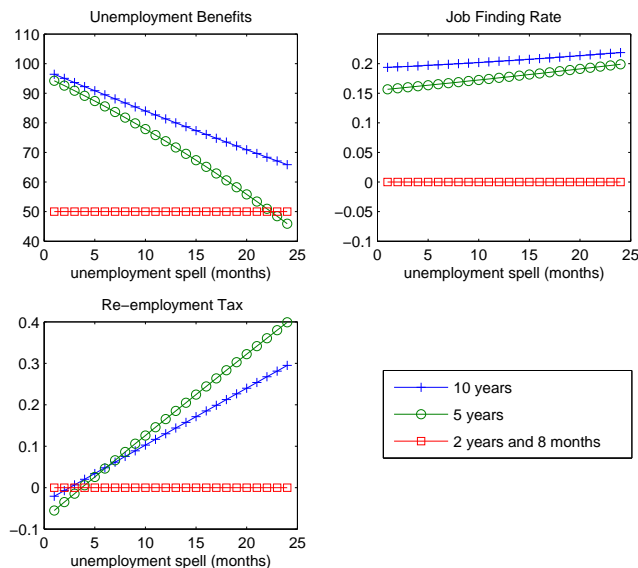 Unemployment Benefits
110
100
90
80
70
60
50
40
0 5 10 15 20 25
unemployment spell (months)
Job Finding Rate
0.2
0.15
0.1
0.05
0
−0.05
−0.1
0 5 10 15 20 25
unemployment spell (months)
Re−employment Tax
0.4
0.3
0.2
0.1
0
−0.1
0 5 10 15 20 25
unemployment spell (months)
10 years
5 years
2 years and 8 months